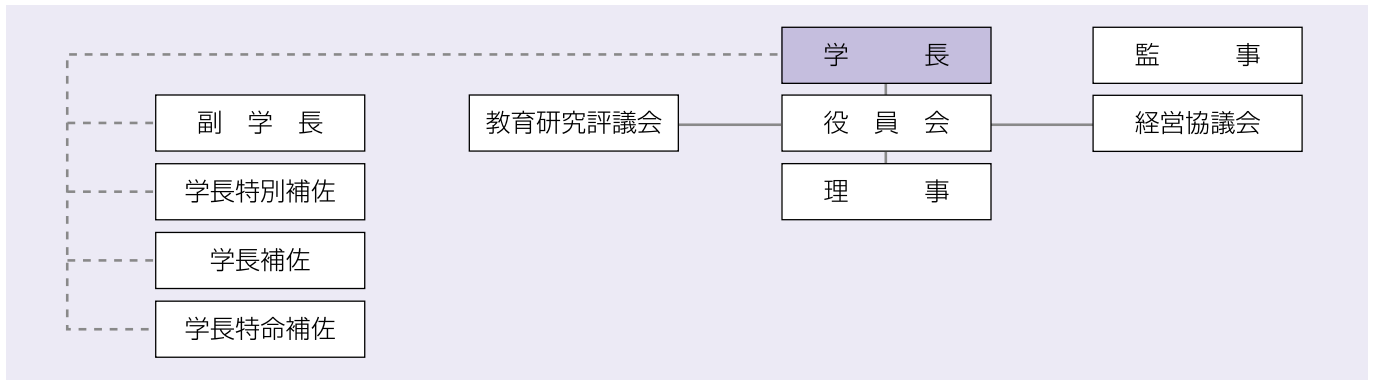 学長
監事
副学長
教育研究評議会
役員会
経営協議会
学長特別補佐
理事
学長補佐
学長特命補佐